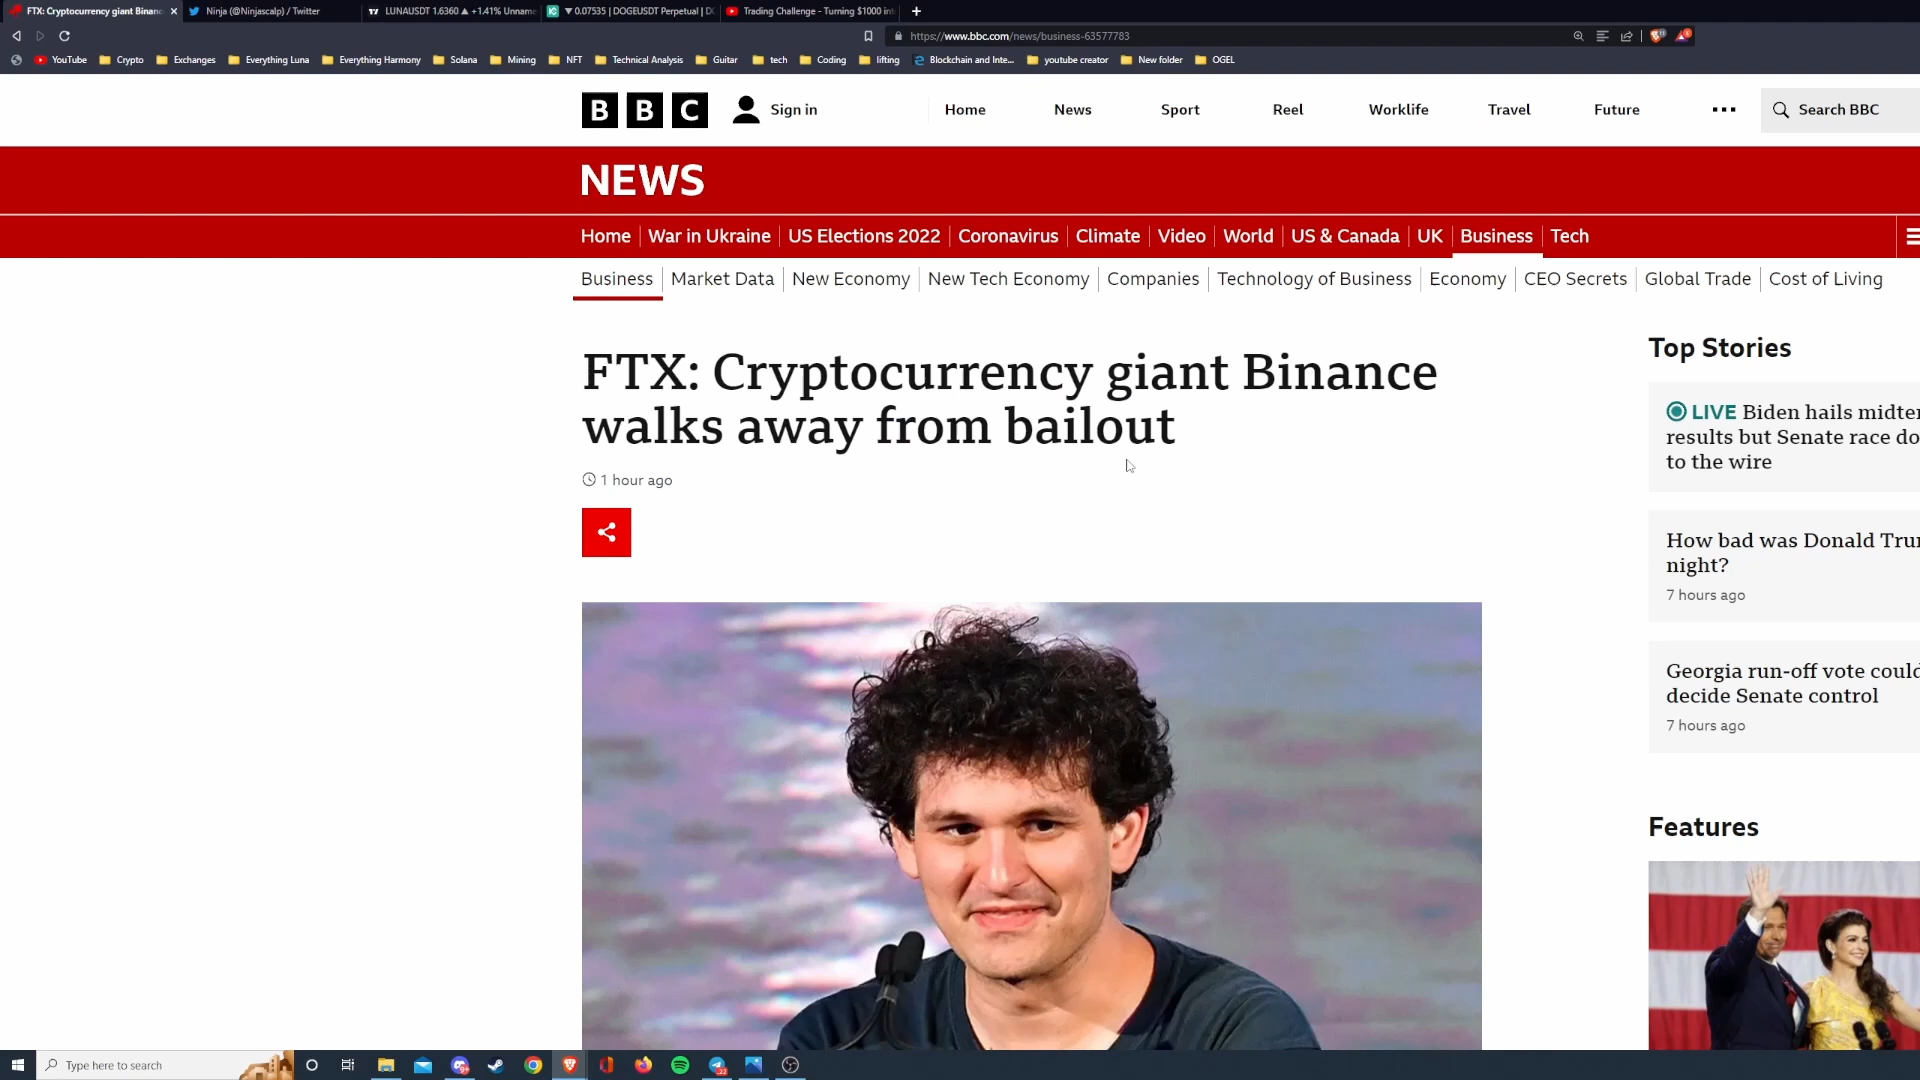 FTX: Cryptocurrency giant Binanc
Ninja (@Ninjascalp) / Twitter
LUNAUSDT 1.6360 ▲ +1.41% Unnam
▼ 0.07535 | DOGEUSDT Perpetual | D
Trading Challenge - Turning $1000 in
https://www.bbc.com/news/business-63577783
YouTube
Crypto
Exchanges
Everything Luna
Everything Harmony
Solana
Mining
NFT
Technical Analysis
Guitar
tech
Coding
lifting
Blockchain and Inte...
youtube creator
New folder
OGEL
BBC
Sign in
Home
News
Sport
Reel
Worklife
Travel
Future
Search BBC
NEWS
Home
War in Ukraine
US Elections 2022
Coronavirus
Climate
Video
World
US & Canada
UK
Business
Tech
Business
Market Data
New Economy
New Tech Economy
Companies
Technology of Business
Economy
CEO Secrets
Global Trade
Cost of Living
FTX: Cryptocurrency giant Binance
walks away from bailout
1 hour ago
Top Stories
LIVE Biden hails midter
results but Senate race do
to the wire
How bad was Donald Tru
night?
7 hours ago
Georgia run-off vote could
decide Senate control
7 hours ago
Features
Type here to search